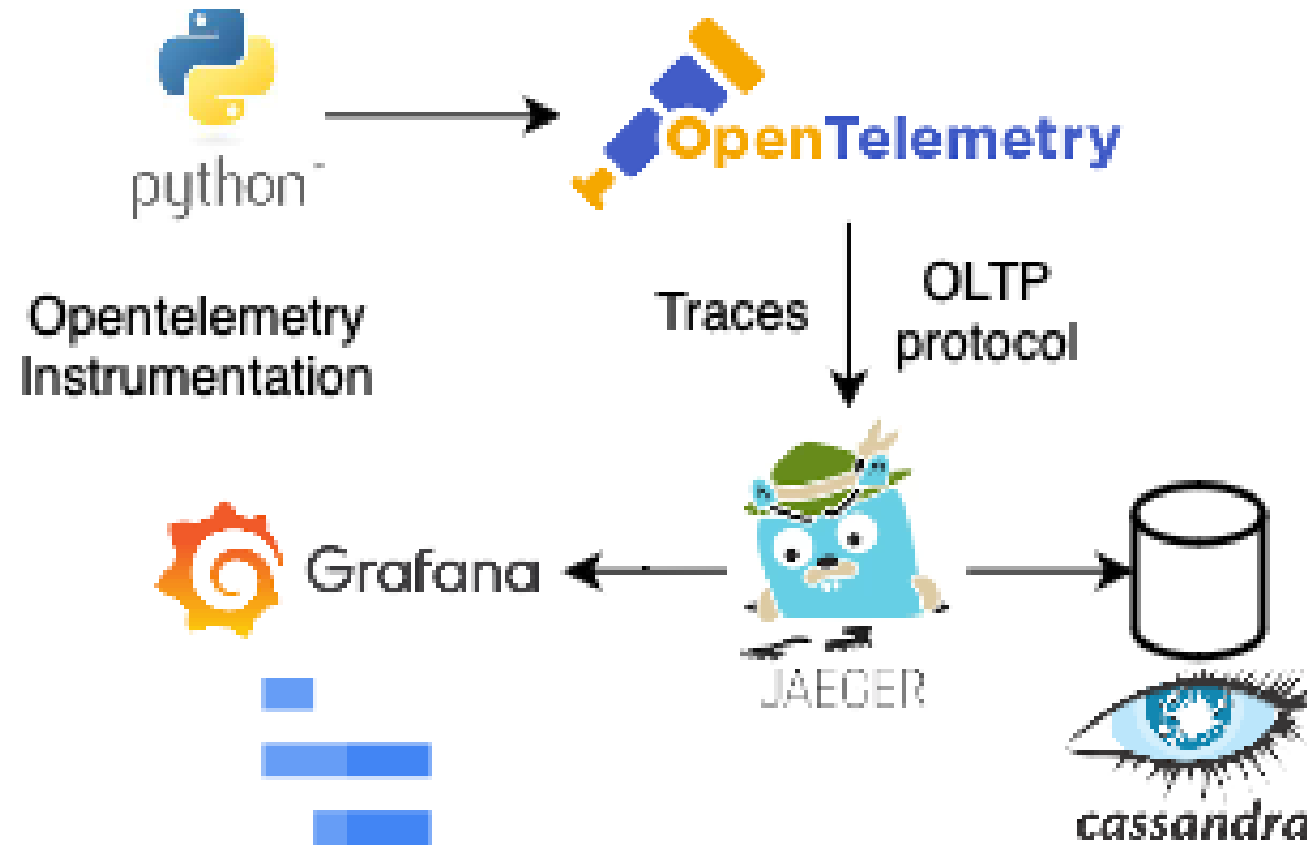 python
OpenTelemetry
Opentelemetry
Instrumentation
Traces
OLTP
protocol
Grafana
JAEGER
cassandra